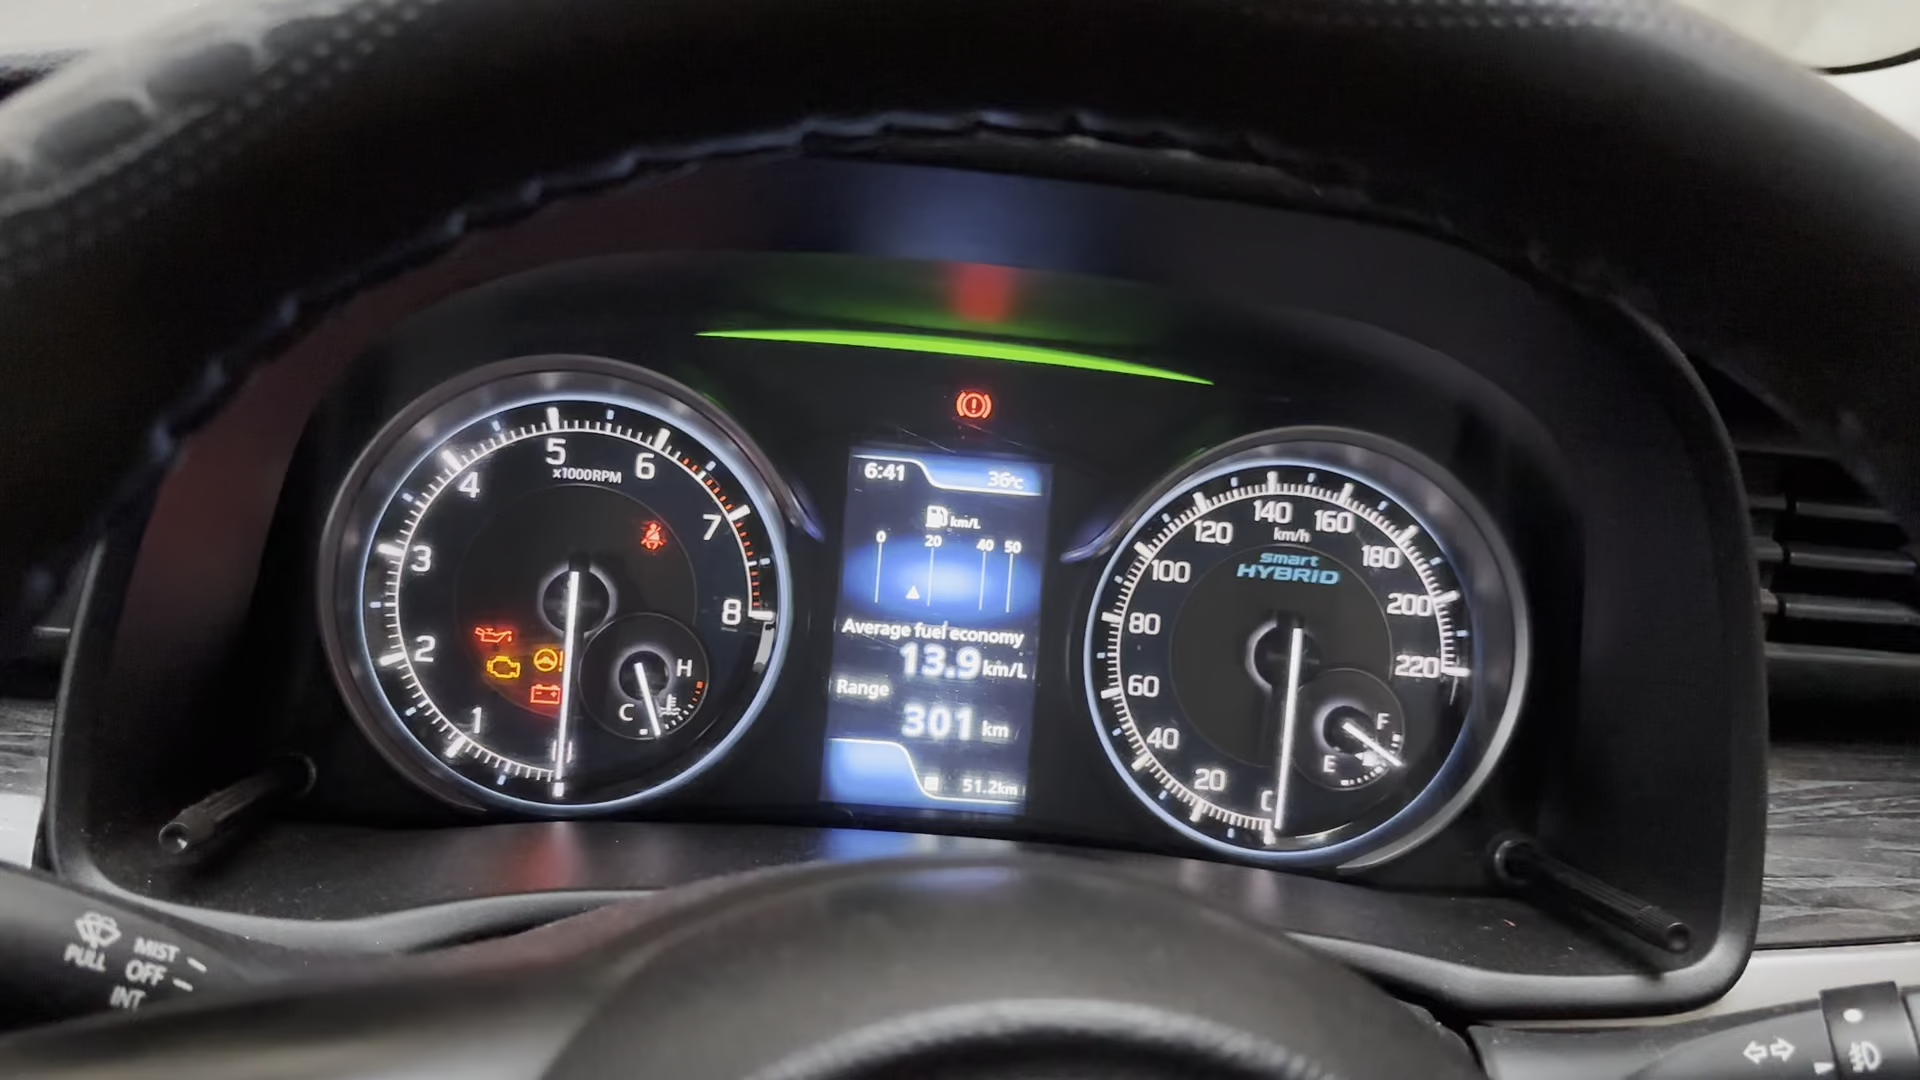 5
6
x1000RPM
4
7
3
8
2
1
H
C
6:41
36°c
km/L
0 20 40 50
Average fuel economy
13.9 km/L
Range
301 km
51.2km
140
120
160
km/h
smart
HYBRID
180
100
200
80
220
60
F
40
E
20
MIST
PULL OFF
INT